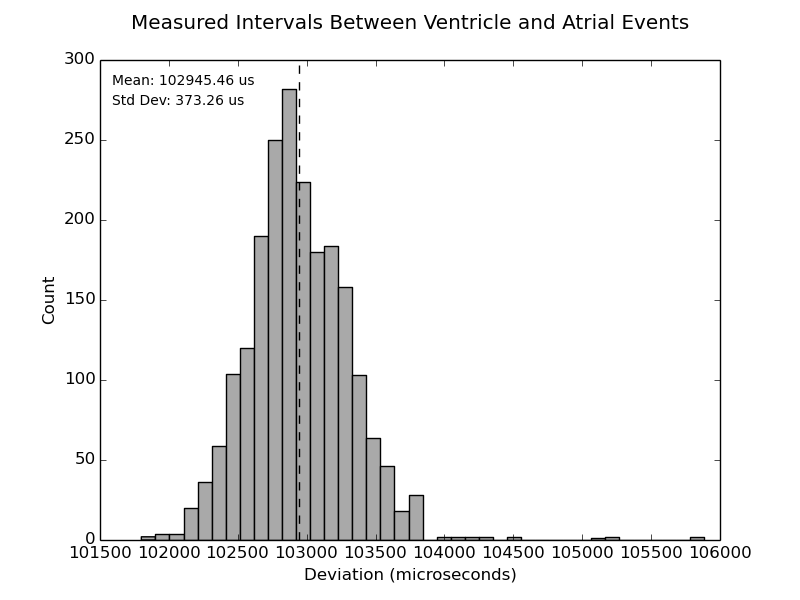 Measured Intervals Between Ventricle and Atrial Events
Mean: 102945.46 us
Std Dev: 373.26 us
300
250
200
150
100
50
0
Count
101500 102000 102500 103000 103500 104000 104500 105000 105500 106000
Deviation (microseconds)